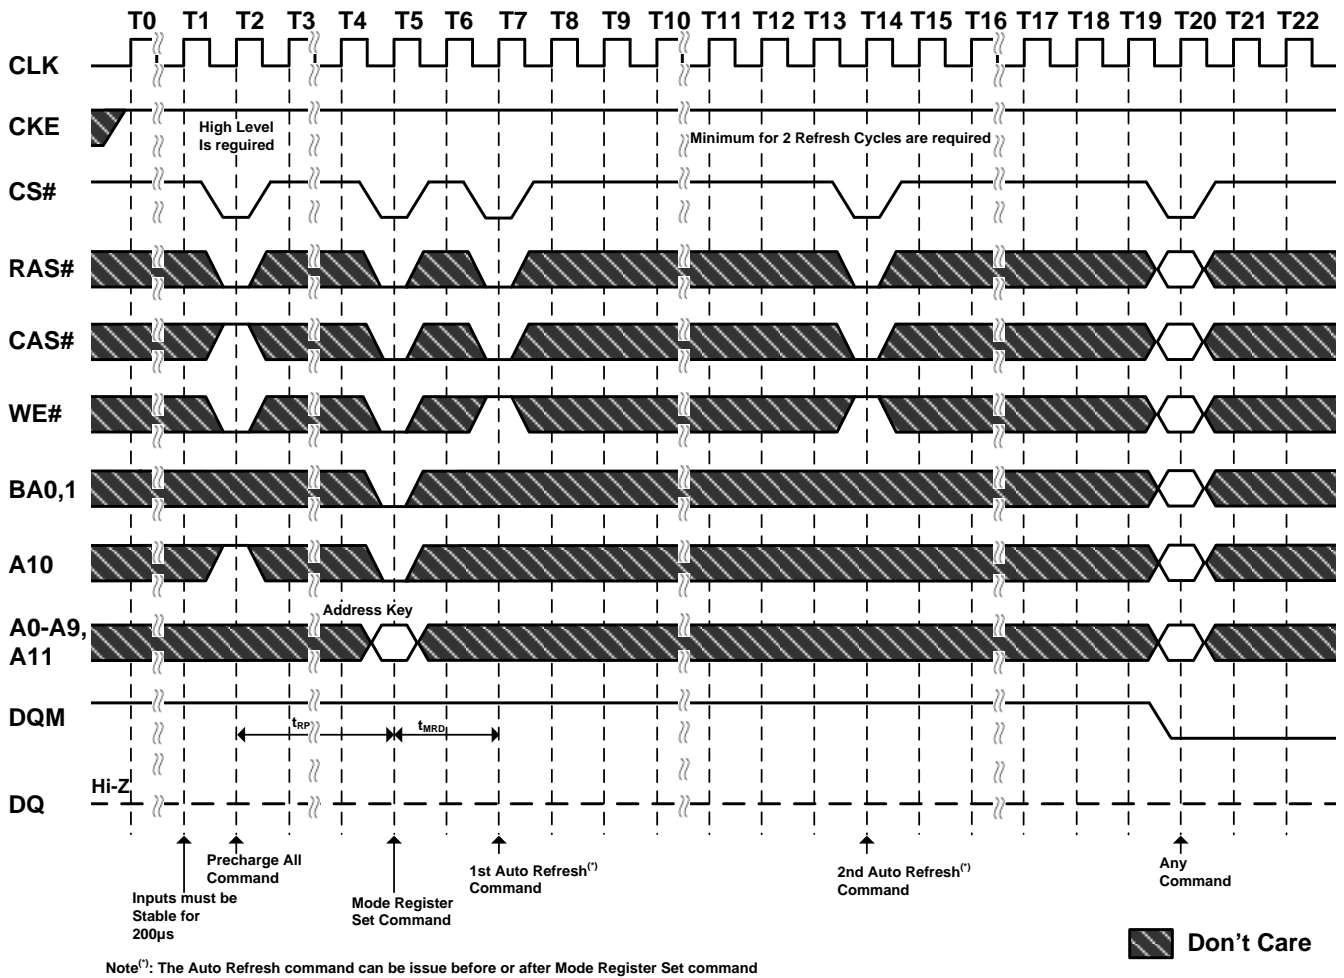 T0 T1 T2 T3 T4 T5 T6 T7 T8 T9 T10 T11 T12 T13 T14 T15 T16 T17 T18 T19 T20 T21 T22
CLK
CKE
High Level
Is reguired
Minimum for 2 Refresh Cycles are required
CS#
RAS#
CAS#
WE#
BA0,1
A10
Address Key
A0-A9,
A11
DQM
tRP
tMRD
Hi-Z
DQ
Inputs must be
Stable for
200µs
Precharge All
Command
Mode Register
Set Command
1st Auto Refresh(*)
Command
2nd Auto Refresh(*)
Command
Any
Command
Don't Care
Note(*): The Auto Refresh command can be issue before or after Mode Register Set command